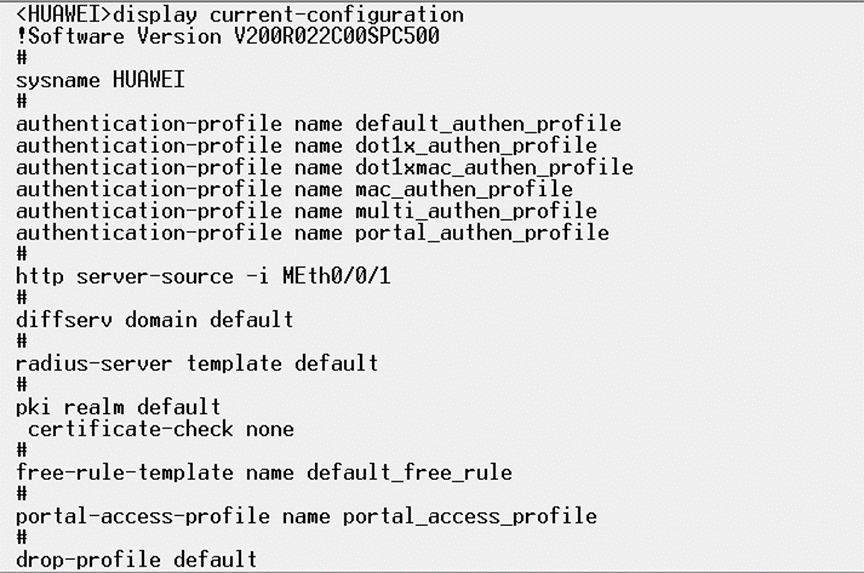 <HUAWEI>display current-configuration
!Software Version V200R022C00SPC500
#
sysname HUAWEI
#
authentication-profile name default_authen_profile
authentication-profile name dot1x_authen_profile
authentication-profile name dot1xmac_authen_profile
authentication-profile name mac_authen_profile
authentication-profile name multi_authen_profile
authentication-profile name portal_authen_profile
#
http server-source -i MEth0/0/1
#
diffserv domain default
#
radius-server template default
#
pki realm default
 certificate-check none
#
free-rule-template name default_free_rule
#
portal-access-profile name portal_access_profile
#
drop-profile default